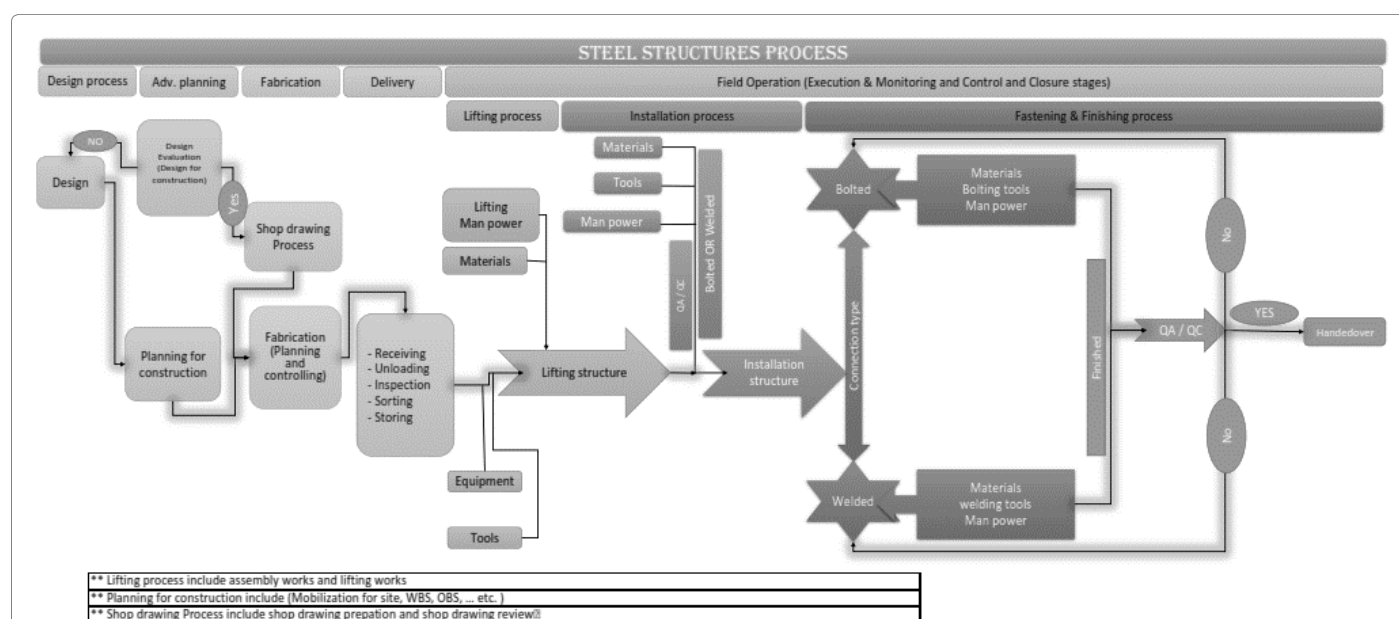 STEEL STRUCTURES PROCESS
Design process
Adv. planning
Fabrication
Delivery
Field Operation (Execution & Monitoring and Control and Closure stages)
Lifting process
Installation process
Fastening & Finishing process
NO
Design
Design
Evaluation
(Design for
construction)
Yes
Shop drawing
Process
Planning for
construction
Fabrication
(Planning
and
controlling)
- Receiving
- Unloading
- Inspection
- Sorting
- Storing
Lifting
Man power
Materials
Equipment
Tools
Lifting structure
Materials
Tools
Man power
QA / QC
Bolted OR Welded
Installation
structure
Connection type
Bolted
Materials
Bolting tools
Man power
Welded
Materials
welding tools
Man power
Finished
QA / QC
No
No
YES
Handedover
** Lifting process include assembly works and lifting works
** Planning for construction include (Mobilization for site, WBS, OBS, ... etc. )
** Shop drawing Process include shop drawing prepation and shop drawing review